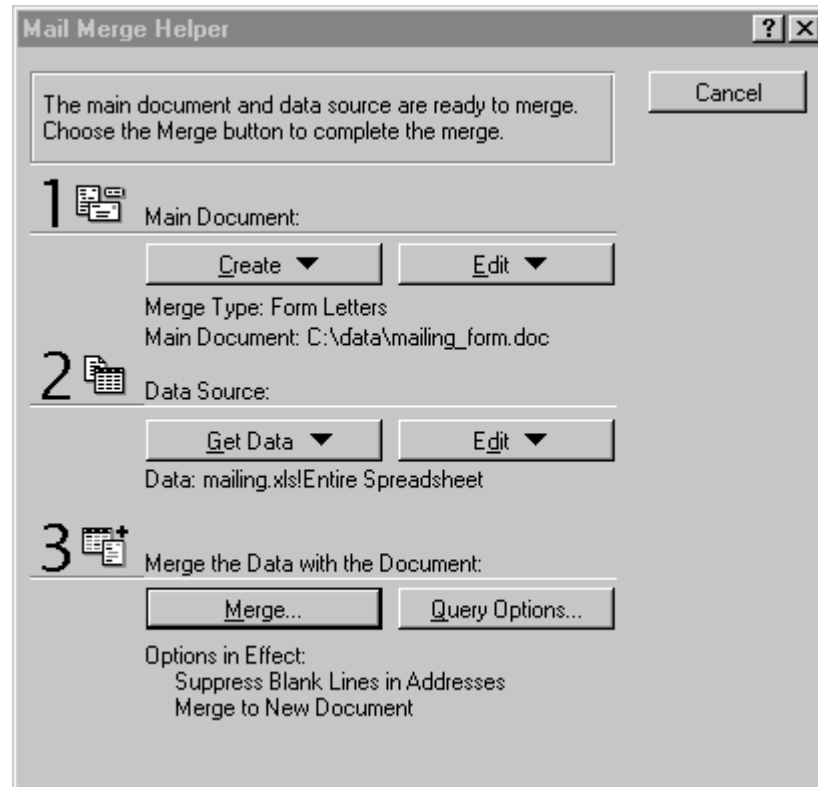 Mail Merge Helper
? X
The main document and data source are ready to merge.
Choose the Merge button to complete the merge.
Cancel
1 Main Document:
Create Edit
Merge Type: Form Letters
Main Document: C:\data\mailing_form.doc
2 Data Source:
Get Data Edit
Data: mailing.xls!Entire Spreadsheet
3 Merge the Data with the Document:
Merge... Query Options...
Options in Effect:
Suppress Blank Lines in Addresses
Merge to New Document